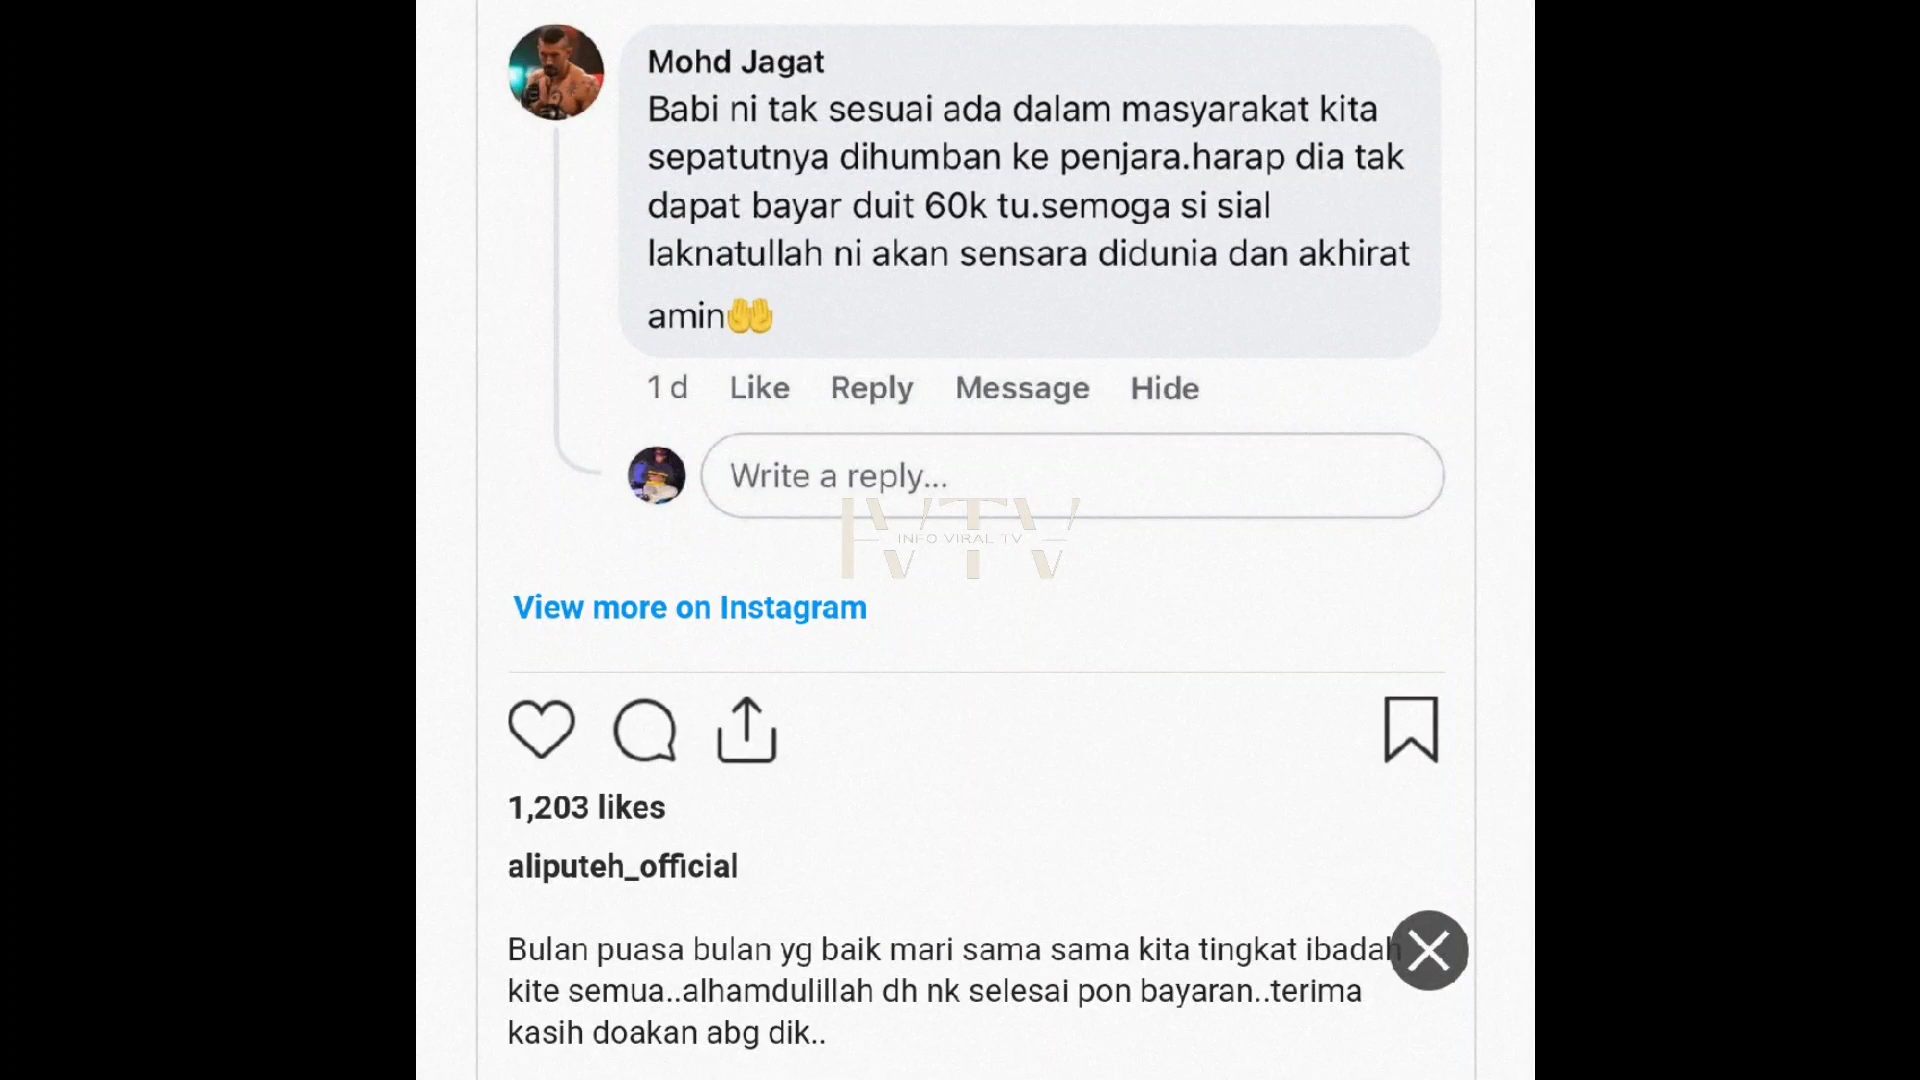 Mohd Jagat
Babi ni tak sesuai ada dalam masyarakat kita
sepatutnya dihumban ke penjara.harap dia tak
dapat bayar duit 60k tu.semoga si sial
laknatullah ni akan sensara didunia dan akhirat
amin🤲
1 d Like Reply Message Hide
Write a reply...
IVTV
INFO VIRAL TV
View more on Instagram
1,203 likes
aliputeh_official
Bulan puasa bulan yg baik mari sama sama kita tingkat ibadah
kite semua..alhamdulillah dh nk selesai pon bayaran..terima
kasih doakan abg dik..